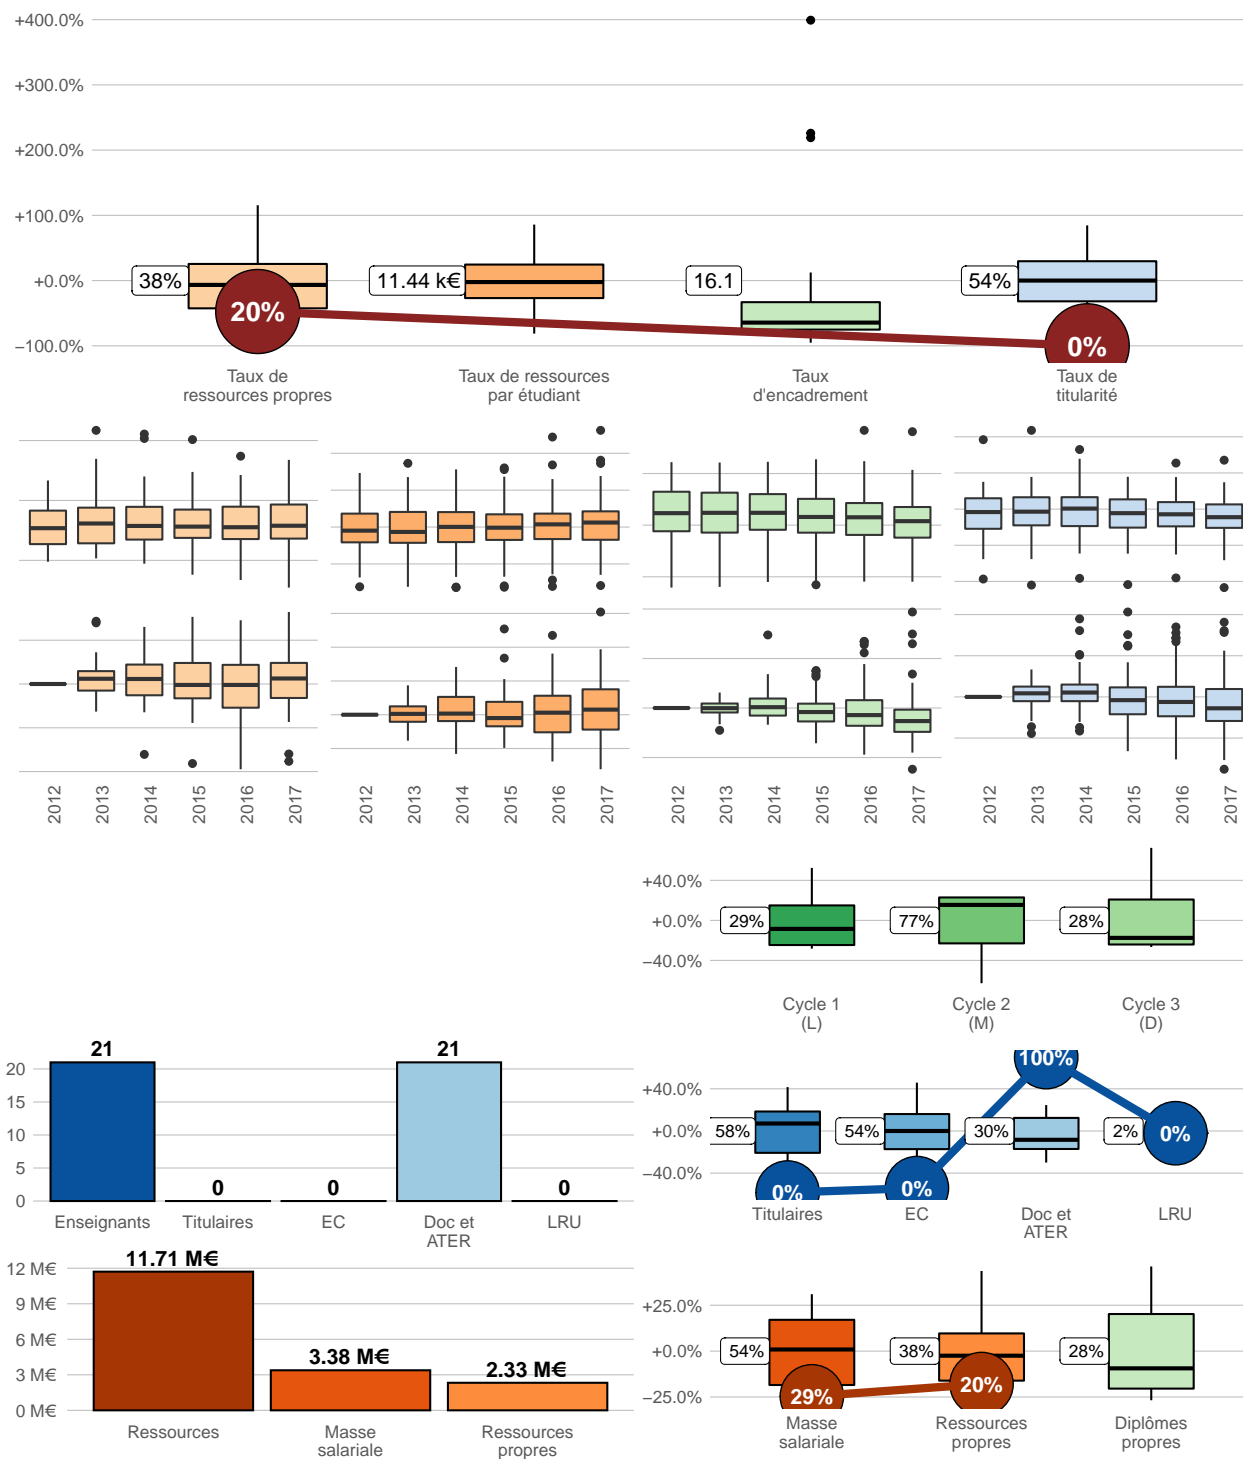 +400.0%
+300.0%
+200.0%
+100.0%
+0.0%
−100.0%
38%
11.44 k€
16.1
54%
20%
0%
Taux de
ressources propres
Taux de ressources
par étudiant
Taux
d'encadrement
Taux de
titularité
2012
2013
2014
2015
2016
2017
2012
2013
2014
2015
2016
2017
2012
2013
2014
2015
2016
2017
2012
2013
2014
2015
2016
2017
+40.0%
+0.0%
−40.0%
29%
77%
28%
Cycle 1
(L)
Cycle 2
(M)
Cycle 3
(D)
20
15
10
5
0
21
0
0
21
0
Enseignants
Titulaires
EC
Doc et
ATER
LRU
+40.0%
+0.0%
−40.0%
58%
54%
30%
2%
0%
0%
100%
0%
Titulaires
EC
Doc et
ATER
LRU
12 M€
9 M€
6 M€
3 M€
0 M€
11.71 M€
3.38 M€
2.33 M€
Ressources
Masse
salariale
Ressources
propres
+25.0%
+0.0%
−25.0%
54%
38%
28%
29%
20%
Masse
salariale
Ressources
propres
Diplômes
propres